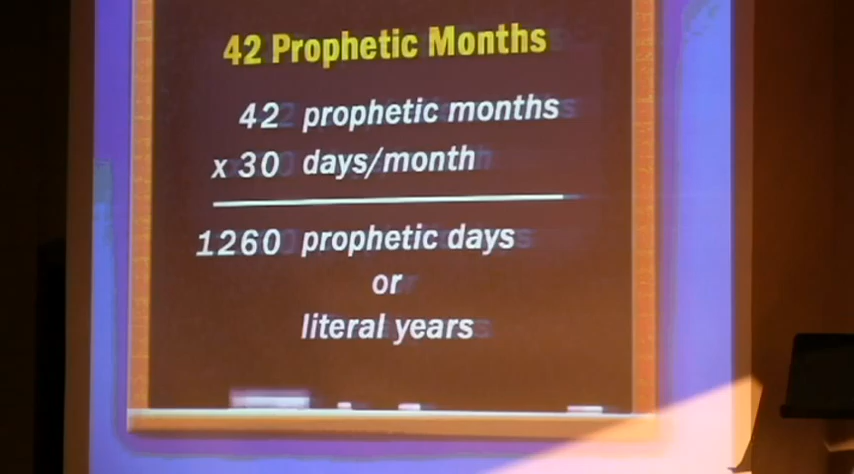 42 Prophetic Months
42 prophetic months
x 30 days/month
1260 prophetic days
or
literal years